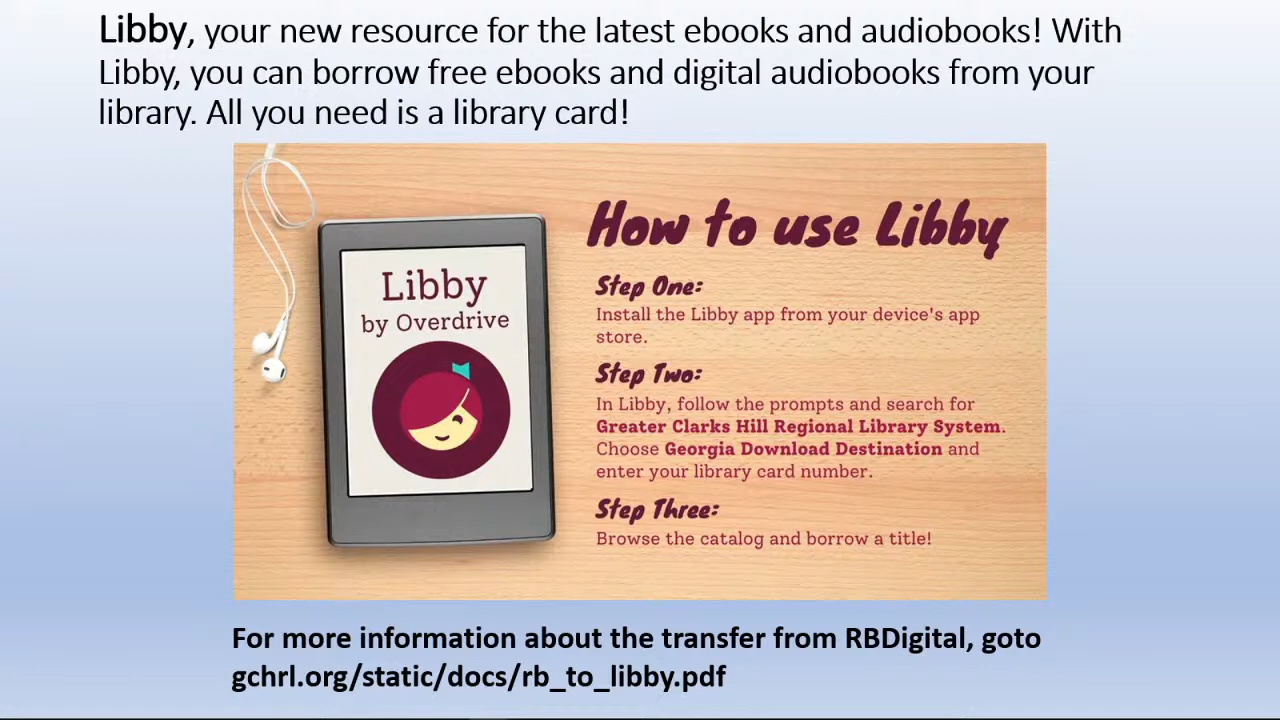 Libby, your new resource for the latest ebooks and audiobooks! With
Libby, you can borrow free ebooks and digital audiobooks from your
library. All you need is a library card!
Libby
by Overdrive
How to use Libby
Step One:
Install the Libby app from your device's app
store.
Step Two:
In Libby, follow the prompts and search for
Greater Clarks Hill Regional Library System.
Choose Georgia Download Destination and
enter your library card number.
Step Three:
Browse the catalog and borrow a title!
For more information about the transfer from RBDigital, goto
gchrl.org/static/docs/rb_to_libby.pdf